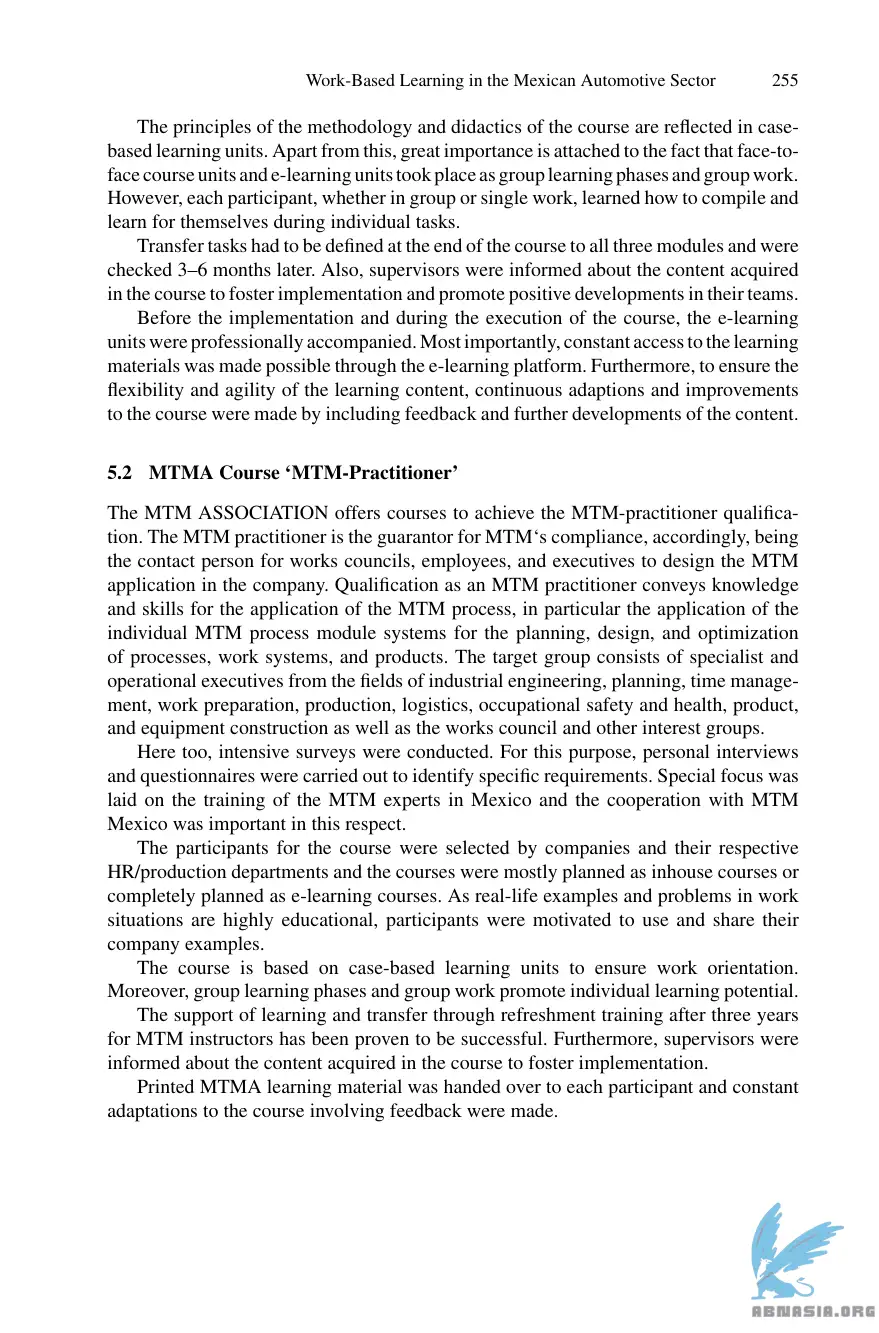 Work-Based Learning in the Mexican Automotive Sector 255
The principles of the methodology and didactics of the course are reflected in case-
based learning units. Apart from this, great importance is attached to the fact that face-to-
face course units and e-learning units took place as group learning phases and group work.
However, each participant, whether in group or single work, learned how to compile and
learn for themselves during individual tasks.
Transfer tasks had to be defined at the end of the course to all three modules and were
checked 3–6 months later. Also, supervisors were informed about the content acquired
in the course to foster implementation and promote positive developments in their teams.
Before the implementation and during the execution of the course, the e-learning
units were professionally accompanied. Most importantly, constant access to the learning
materials was made possible through the e-learning platform. Furthermore, to ensure the
flexibility and agility of the learning content, continuous adaptions and improvements
to the course were made by including feedback and further developments of the content.
5.2 MTMA Course ‘MTM-Practitioner’
The MTM ASSOCIATION offers courses to achieve the MTM-practitioner qualifica-
tion. The MTM practitioner is the guarantor for MTM‘s compliance, accordingly, being
the contact person for works councils, employees, and executives to design the MTM
application in the company. Qualification as an MTM practitioner conveys knowledge
and skills for the application of the MTM process, in particular the application of the
individual MTM process module systems for the planning, design, and optimization
of processes, work systems, and products. The target group consists of specialist and
operational executives from the fields of industrial engineering, planning, time manage-
ment, work preparation, production, logistics, occupational safety and health, product,
and equipment construction as well as the works council and other interest groups.
Here too, intensive surveys were conducted. For this purpose, personal interviews
and questionnaires were carried out to identify specific requirements. Special focus was
laid on the training of the MTM experts in Mexico and the cooperation with MTM
Mexico was important in this respect.
The participants for the course were selected by companies and their respective
HR/production departments and the courses were mostly planned as inhouse courses or
completely planned as e-learning courses. As real-life examples and problems in work
situations are highly educational, participants were motivated to use and share their
company examples.
The course is based on case-based learning units to ensure work orientation.
Moreover, group learning phases and group work promote individual learning potential.
The support of learning and transfer through refreshment training after three years
for MTM instructors has been proven to be successful. Furthermore, supervisors were
informed about the content acquired in the course to foster implementation.
Printed MTMA learning material was handed over to each participant and constant
adaptations to the course involving feedback were made.
ABNASIA.ORG